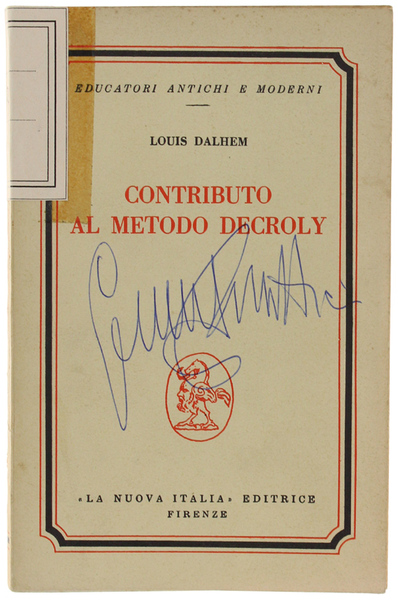 EDUCATORI ANTICHI E MODERNI
LOUIS DALHEM
CONTRIBUTO
AL METODO DECROLY
«LA NUOVA ITALIA» EDITRICE
FIRENZE